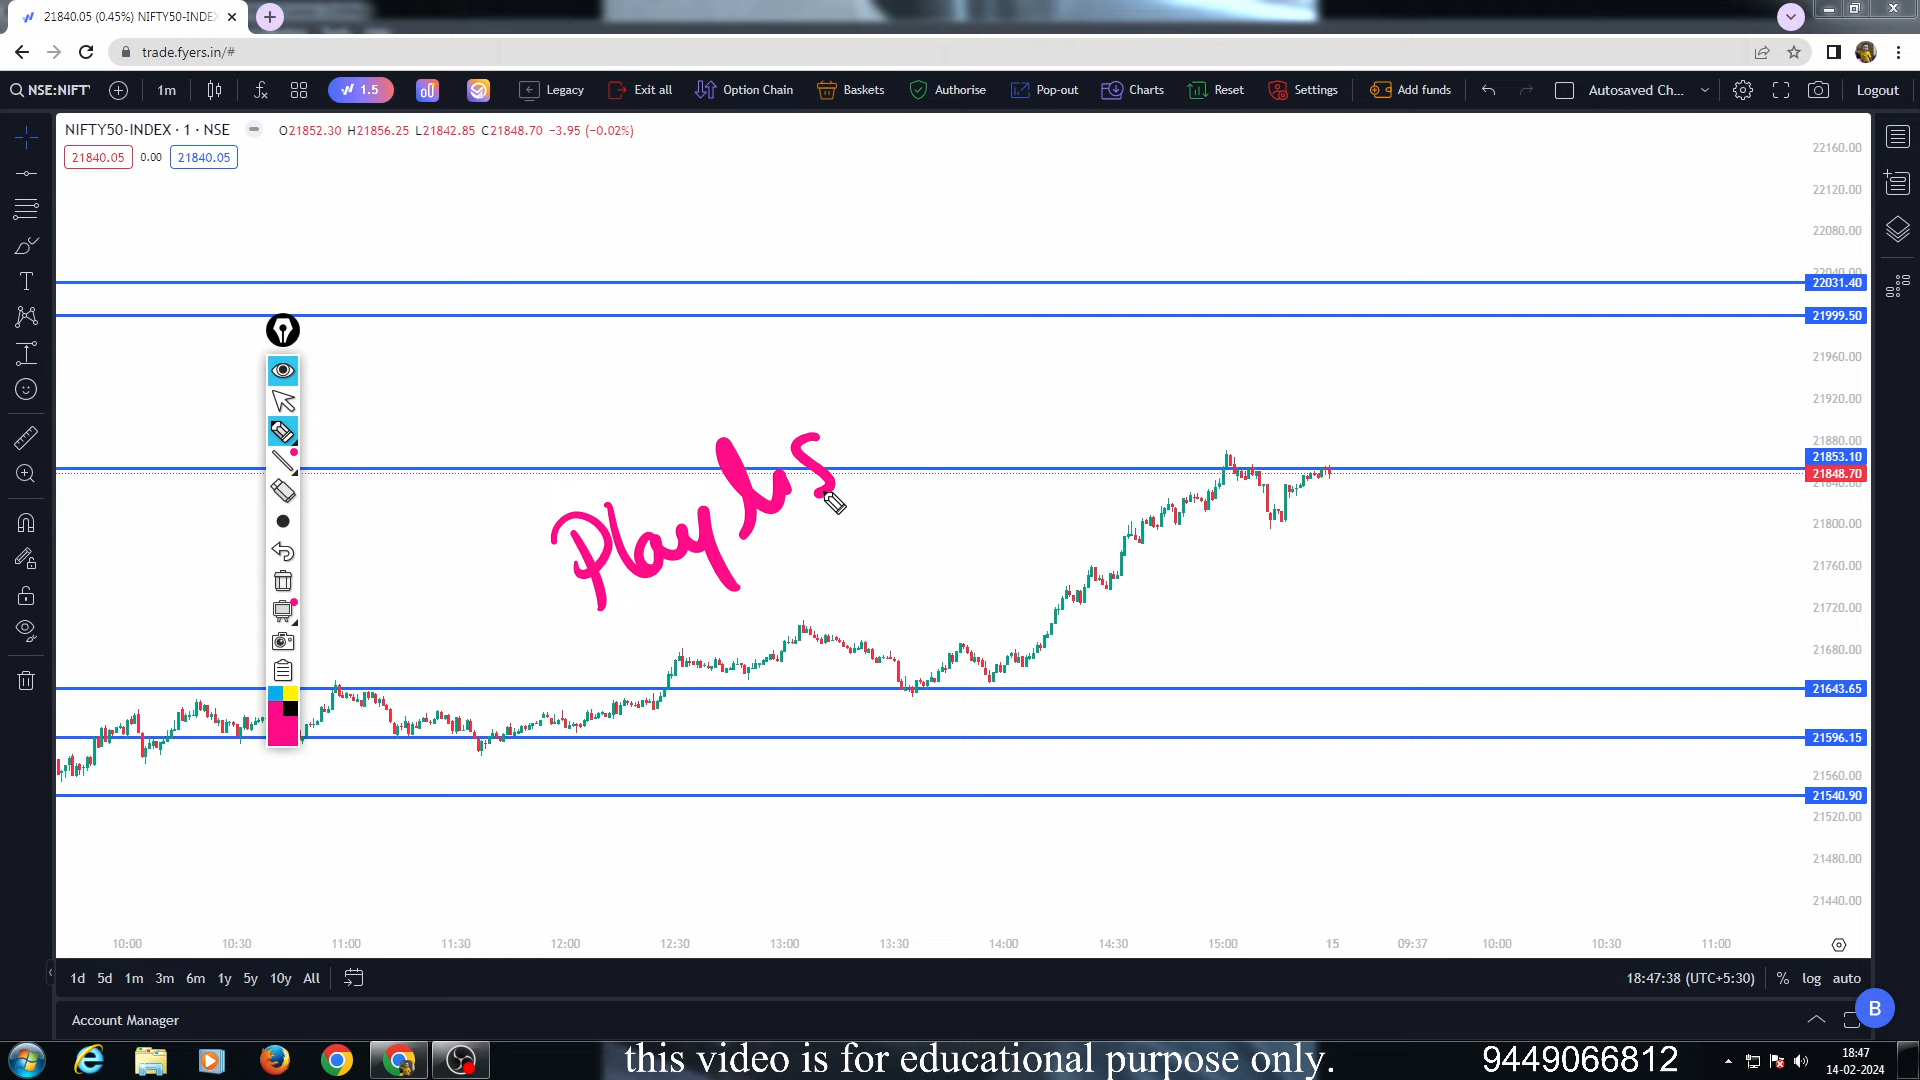 21840.05 (0.45%) NIFTY50-INDEX
trade.fyers.in/#
NSE:NIFT 1m 1.5 Legacy Exit all Option Chain Baskets Authorise Pop-out Charts Reset Settings Add funds Autosaved Ch... Logout
NIFTY50-INDEX · 1 · NSE O21852.30 H21856.25 L21842.85 C21848.70 −3.95 (−0.02%)
21840.05 0.00 21840.05
22160.00
22120.00
22080.00
22040.00
22031.40
21999.50
21960.00
21920.00
21880.00
21853.10
21848.70
21840.00
21800.00
21760.00
21720.00
21680.00
21643.65
21596.15
21560.00
21540.90
21520.00
21480.00
21440.00
Playlis
10:00 10:30 11:00 11:30 12:00 12:30 13:00 13:30 14:00 14:30 15:00 15 09:37 10:00 10:30 11:00
1d 5d 1m 3m 6m 1y 5y 10y All 18:47:38 (UTC+5:30) % log auto
B
Account Manager
this video is for educational purpose only. 9449066812
18:47
14-02-2024